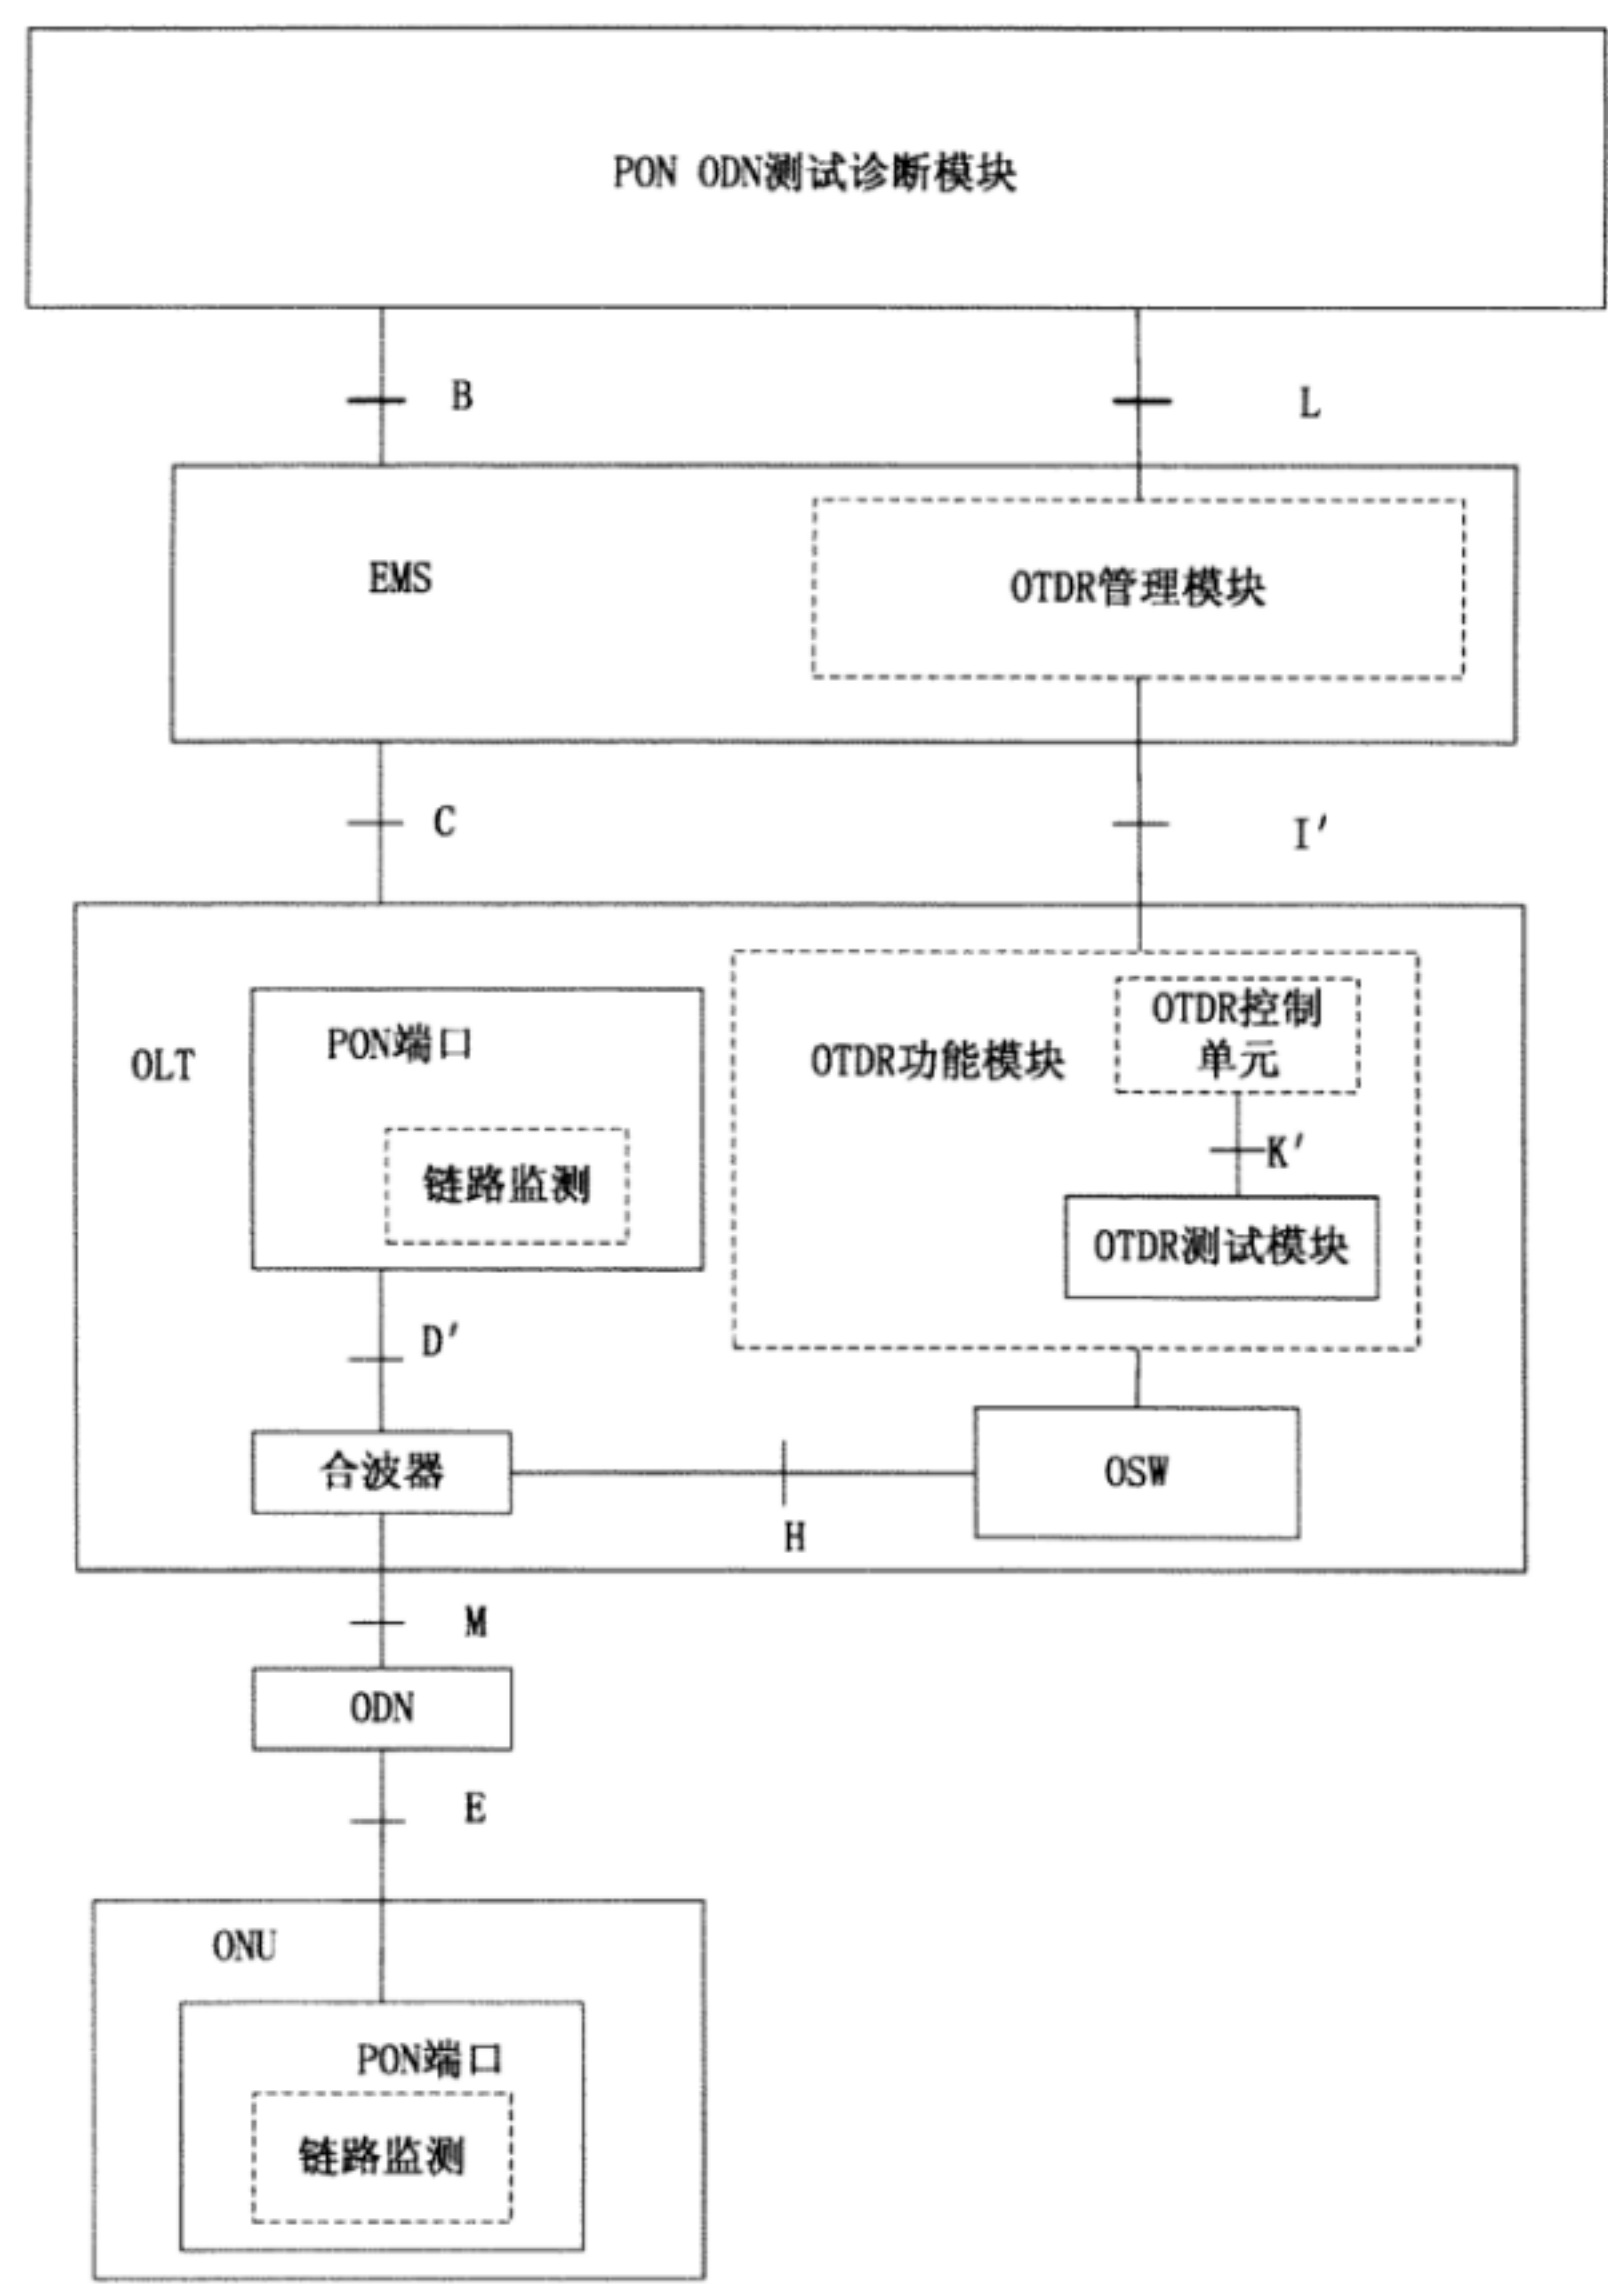 PON ODN测试诊断模块
B
L
EMS
OTDR管理模块
C
I′
OLT
PON端口
链路监测
OTDR功能模块
OTDR控制
单元
K′
OTDR测试模块
D′
合波器
H
OSW
M
ODN
E
ONU
PON端口
链路监测